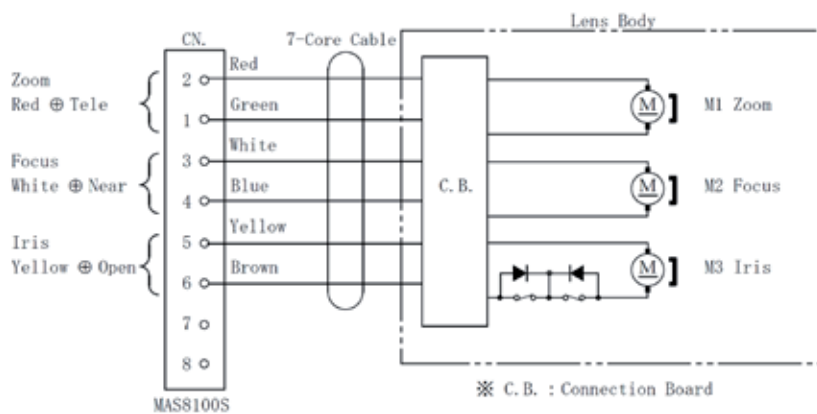 Lens Body
CN.
7-Core Cable
Zoom
Red ⊕ Tele
2
Red
1
Green
M
M1 Zoom
Focus
White ⊕ Near
3
White
4
Blue
C.B.
M
M2 Focus
Iris
Yellow ⊕ Open
5
Yellow
6
Brown
M
M3 Iris
7
8
MAS8100S
※ C.B. : Connection Board